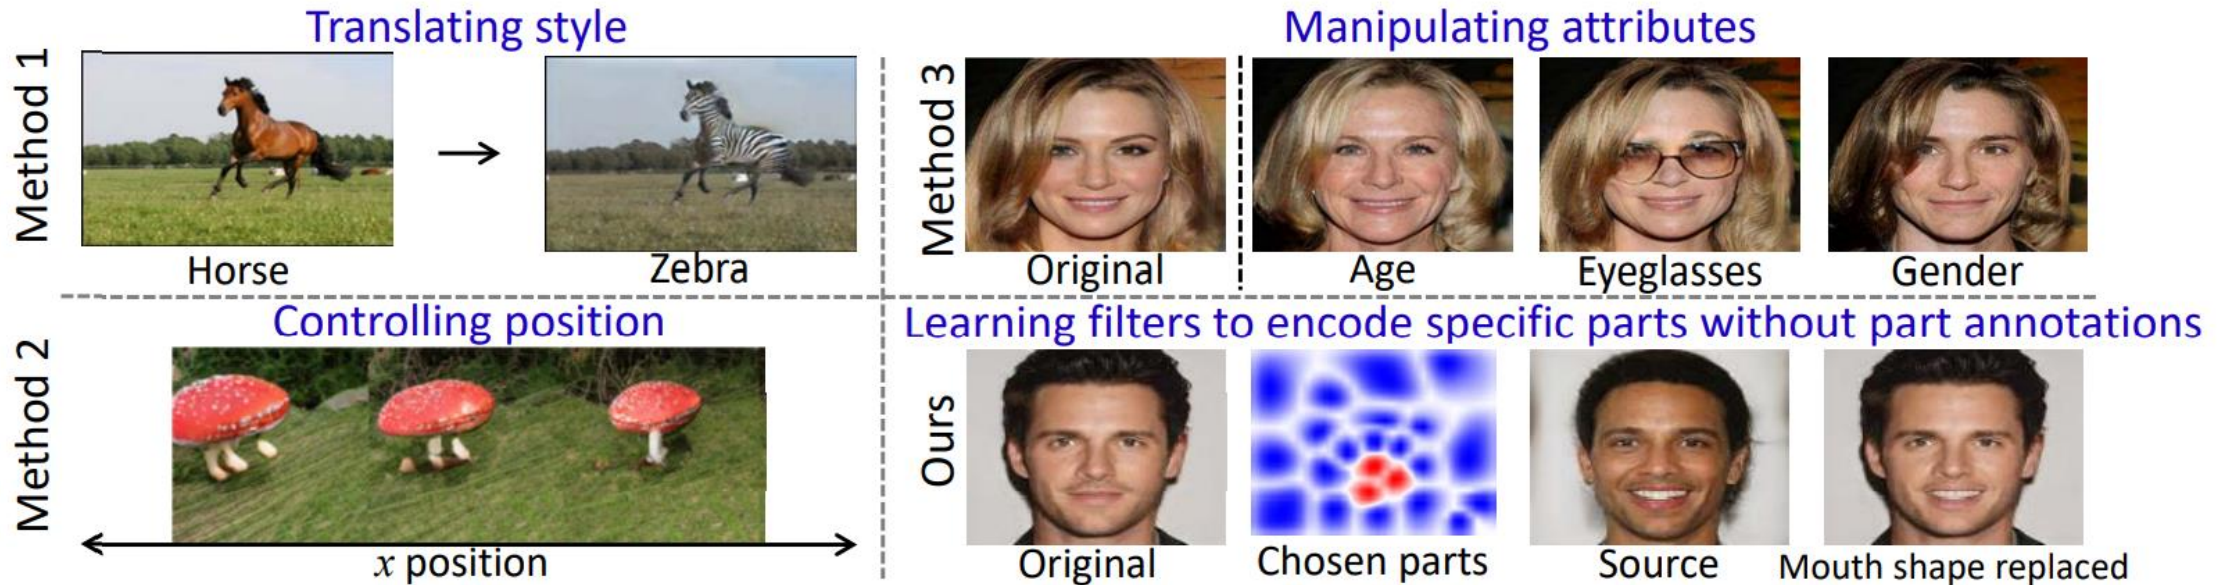 Translating style
Method 1
Horse
Zebra
Manipulating attributes
Method 3
Original
Age
Eyeglasses
Gender
Controlling position
Method 2
x position
Learning filters to encode specific parts without part annotations
Ours
Original
Chosen parts
Source
Mouth shape replaced